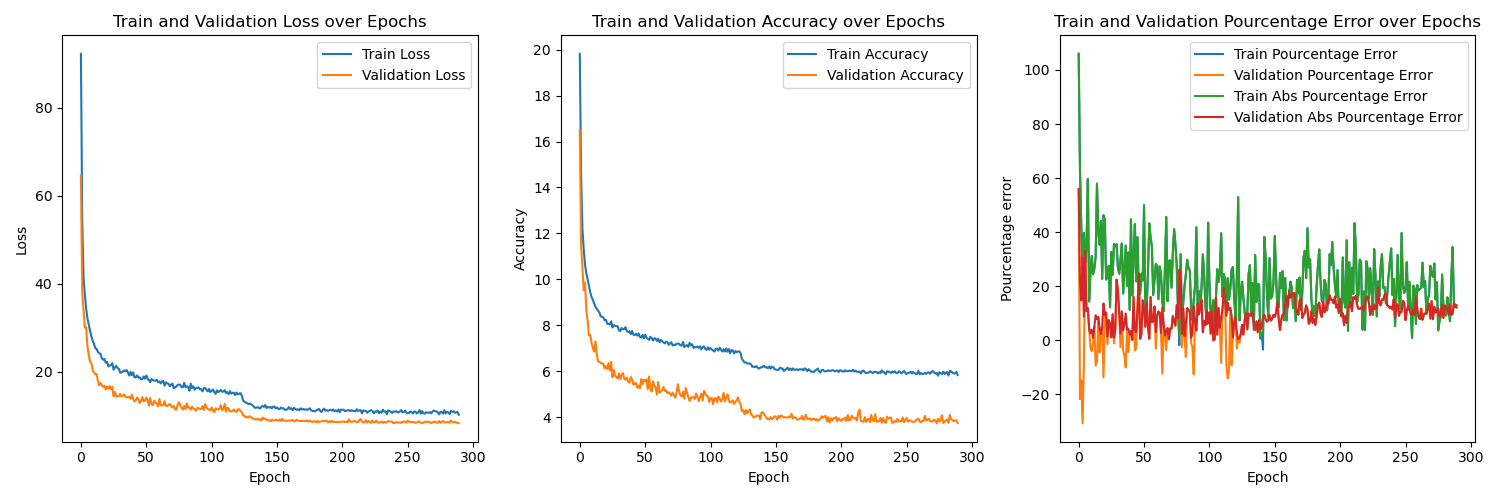 Train and Validation Loss over Epochs
Train Loss
Validation Loss
80
60
40
20
Loss
0
50
100
150
200
250
300
Epoch
Train and Validation Accuracy over Epochs
Train Accuracy
Validation Accuracy
20
18
16
14
12
10
8
6
4
Accuracy
0
50
100
150
200
250
300
Epoch
Train and Validation Pourcentage Error over Epochs
Train Pourcentage Error
Validation Pourcentage Error
Train Abs Pourcentage Error
Validation Abs Pourcentage Error
100
80
60
40
20
0
−20
Pourcentage error
0
50
100
150
200
250
300
Epoch